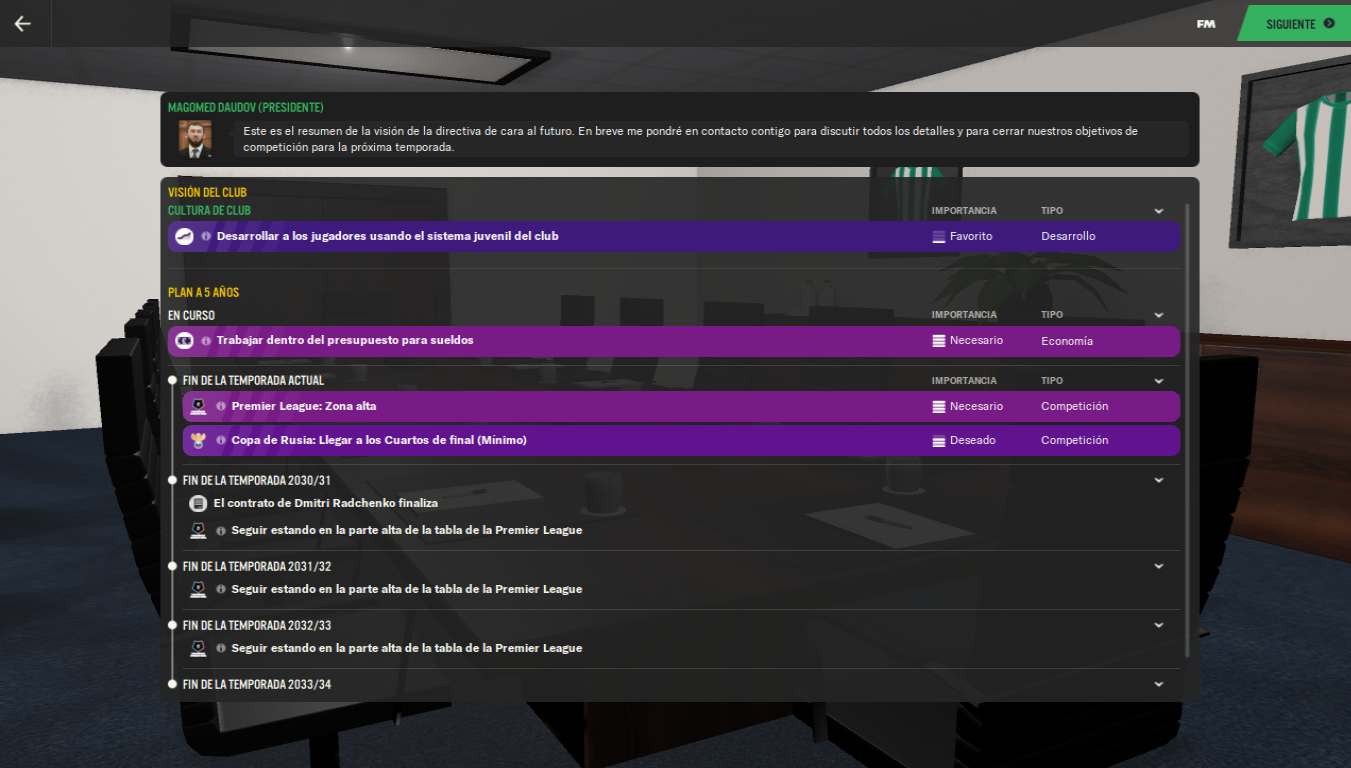 FM
SIGUIENTE
MAGOMED DAUDOV (PRESIDENTE)
Este es el resumen de la visión de la directiva de cara al futuro. En breve me pondré en contacto contigo para discutir todos los detalles y para cerrar nuestros objetivos de
competición para la próxima temporada.
VISIÓN DEL CLUB
CULTURA DE CLUB IMPORTANCIA TIPO
Desarrollar a los jugadores usando el sistema juvenil del club Favorito Desarrollo
PLAN A 5 AÑOS
EN CURSO IMPORTANCIA TIPO
Trabajar dentro del presupuesto para sueldos Necesario Economía
FIN DE LA TEMPORADA ACTUAL IMPORTANCIA TIPO
Premier League: Zona alta Necesario Competición
Copa de Rusia: Llegar a los Cuartos de final (Mínimo) Deseado Competición
FIN DE LA TEMPORADA 2030/31
El contrato de Dmitri Radchenko finaliza
Seguir estando en la parte alta de la tabla de la Premier League
FIN DE LA TEMPORADA 2031/32
Seguir estando en la parte alta de la tabla de la Premier League
FIN DE LA TEMPORADA 2032/33
Seguir estando en la parte alta de la tabla de la Premier League
FIN DE LA TEMPORADA 2033/34